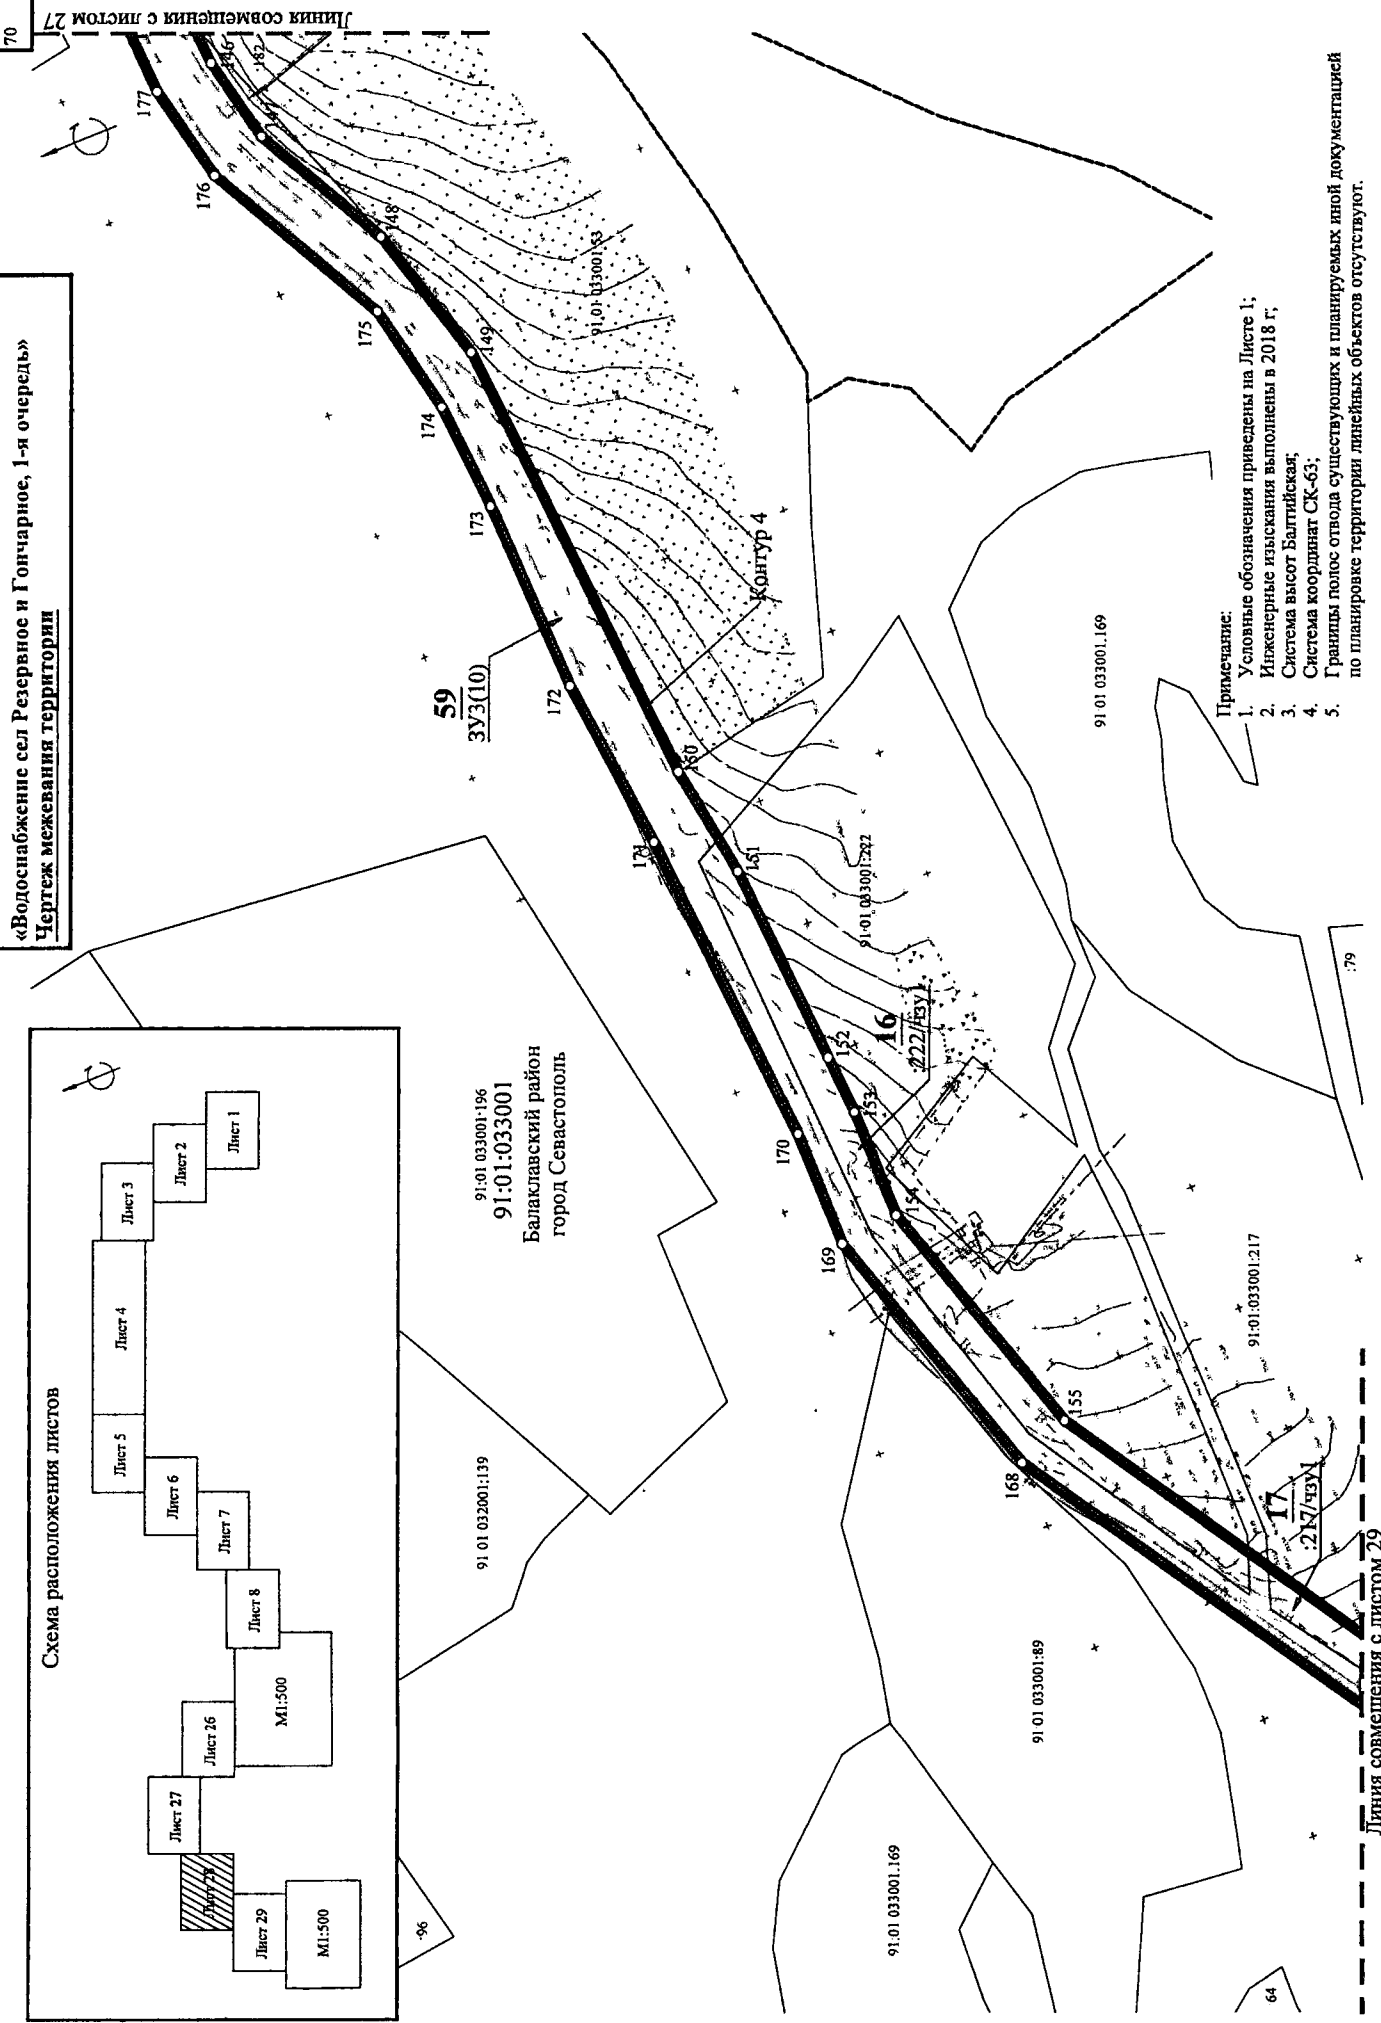 70
«Водоснабжение сел Резервное и Гончарное, 1-я очередь»
Чертеж межевания территории
Схема расположения листов
Лист 1
Лист 2
Лист 3
Лист 4
Лист 5
Лист 6
Лист 7
Лист 8
М1:500
Лист 26
Лист 27
Лист 28
Лист 29
М1:500
Линия совмещения с листом 27
177
176
175
174
173
172
171
170
169
168
146
182
147
148
149
150
151
152
153
154
155
59
ЗУ3(10)
Контур 4
91:01 033001:53
91:01 033001:222
16
:222/чзу1
17
:217/чзу1
91:01:033001:217
91:01 033001·196
91:01:033001
Балаклавский район
город Севастополь
91 01 032001:139
·96
91 01 033001:89
91:01 033001.169
64
91 01 033001.169
:79
Примечание:
1. Условные обозначения приведены на Листе 1;
2. Инженерные изыскания выполнены в 2018 г;
3. Система высот Балтийская;
4. Система координат СК-63;
5. Границы полос отвода существующих и планируемых иной документацией
по планировке территории линейных объектов отсутствуют.
Линия совмещения с листом 29